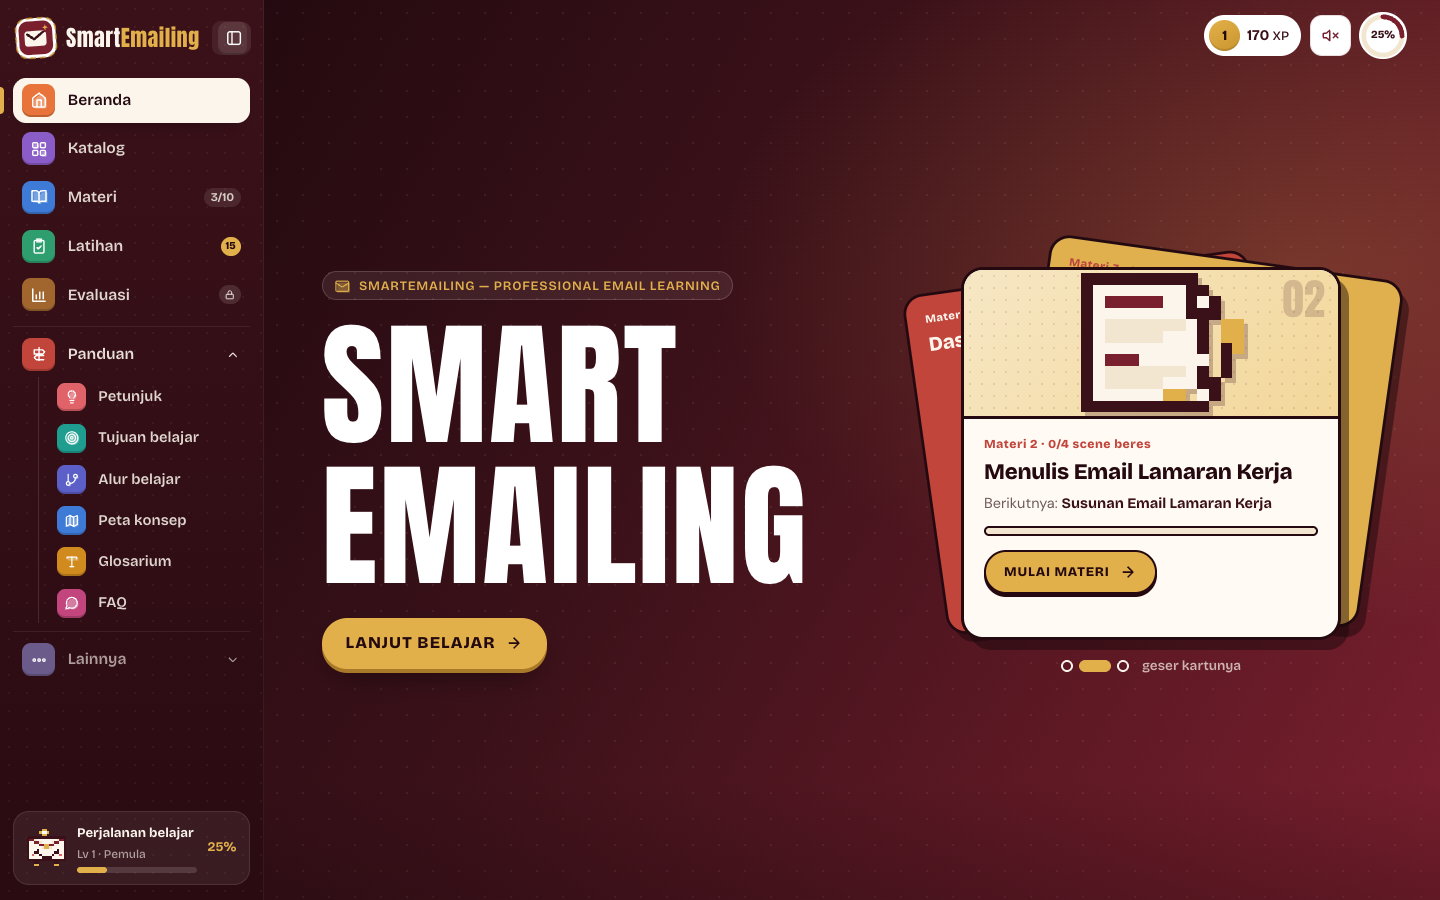 SmartEmailing
Beranda
Katalog
Materi 3/10
Latihan 15
Evaluasi
Panduan
Petunjuk
Tujuan belajar
Alur belajar
Peta konsep
Glosarium
FAQ
Lainnya
Perjalanan belajar
Lv 1 · Pemula
25%
1 170 XP
25%
SMARTEMAILING — PROFESSIONAL EMAIL LEARNING
SMART
EMAILING
LANJUT BELAJAR
Materi
02
Materi 2 · 0/4 scene beres
Menulis Email Lamaran Kerja
Berikutnya: Susunan Email Lamaran Kerja
MULAI MATERI
geser kartunya